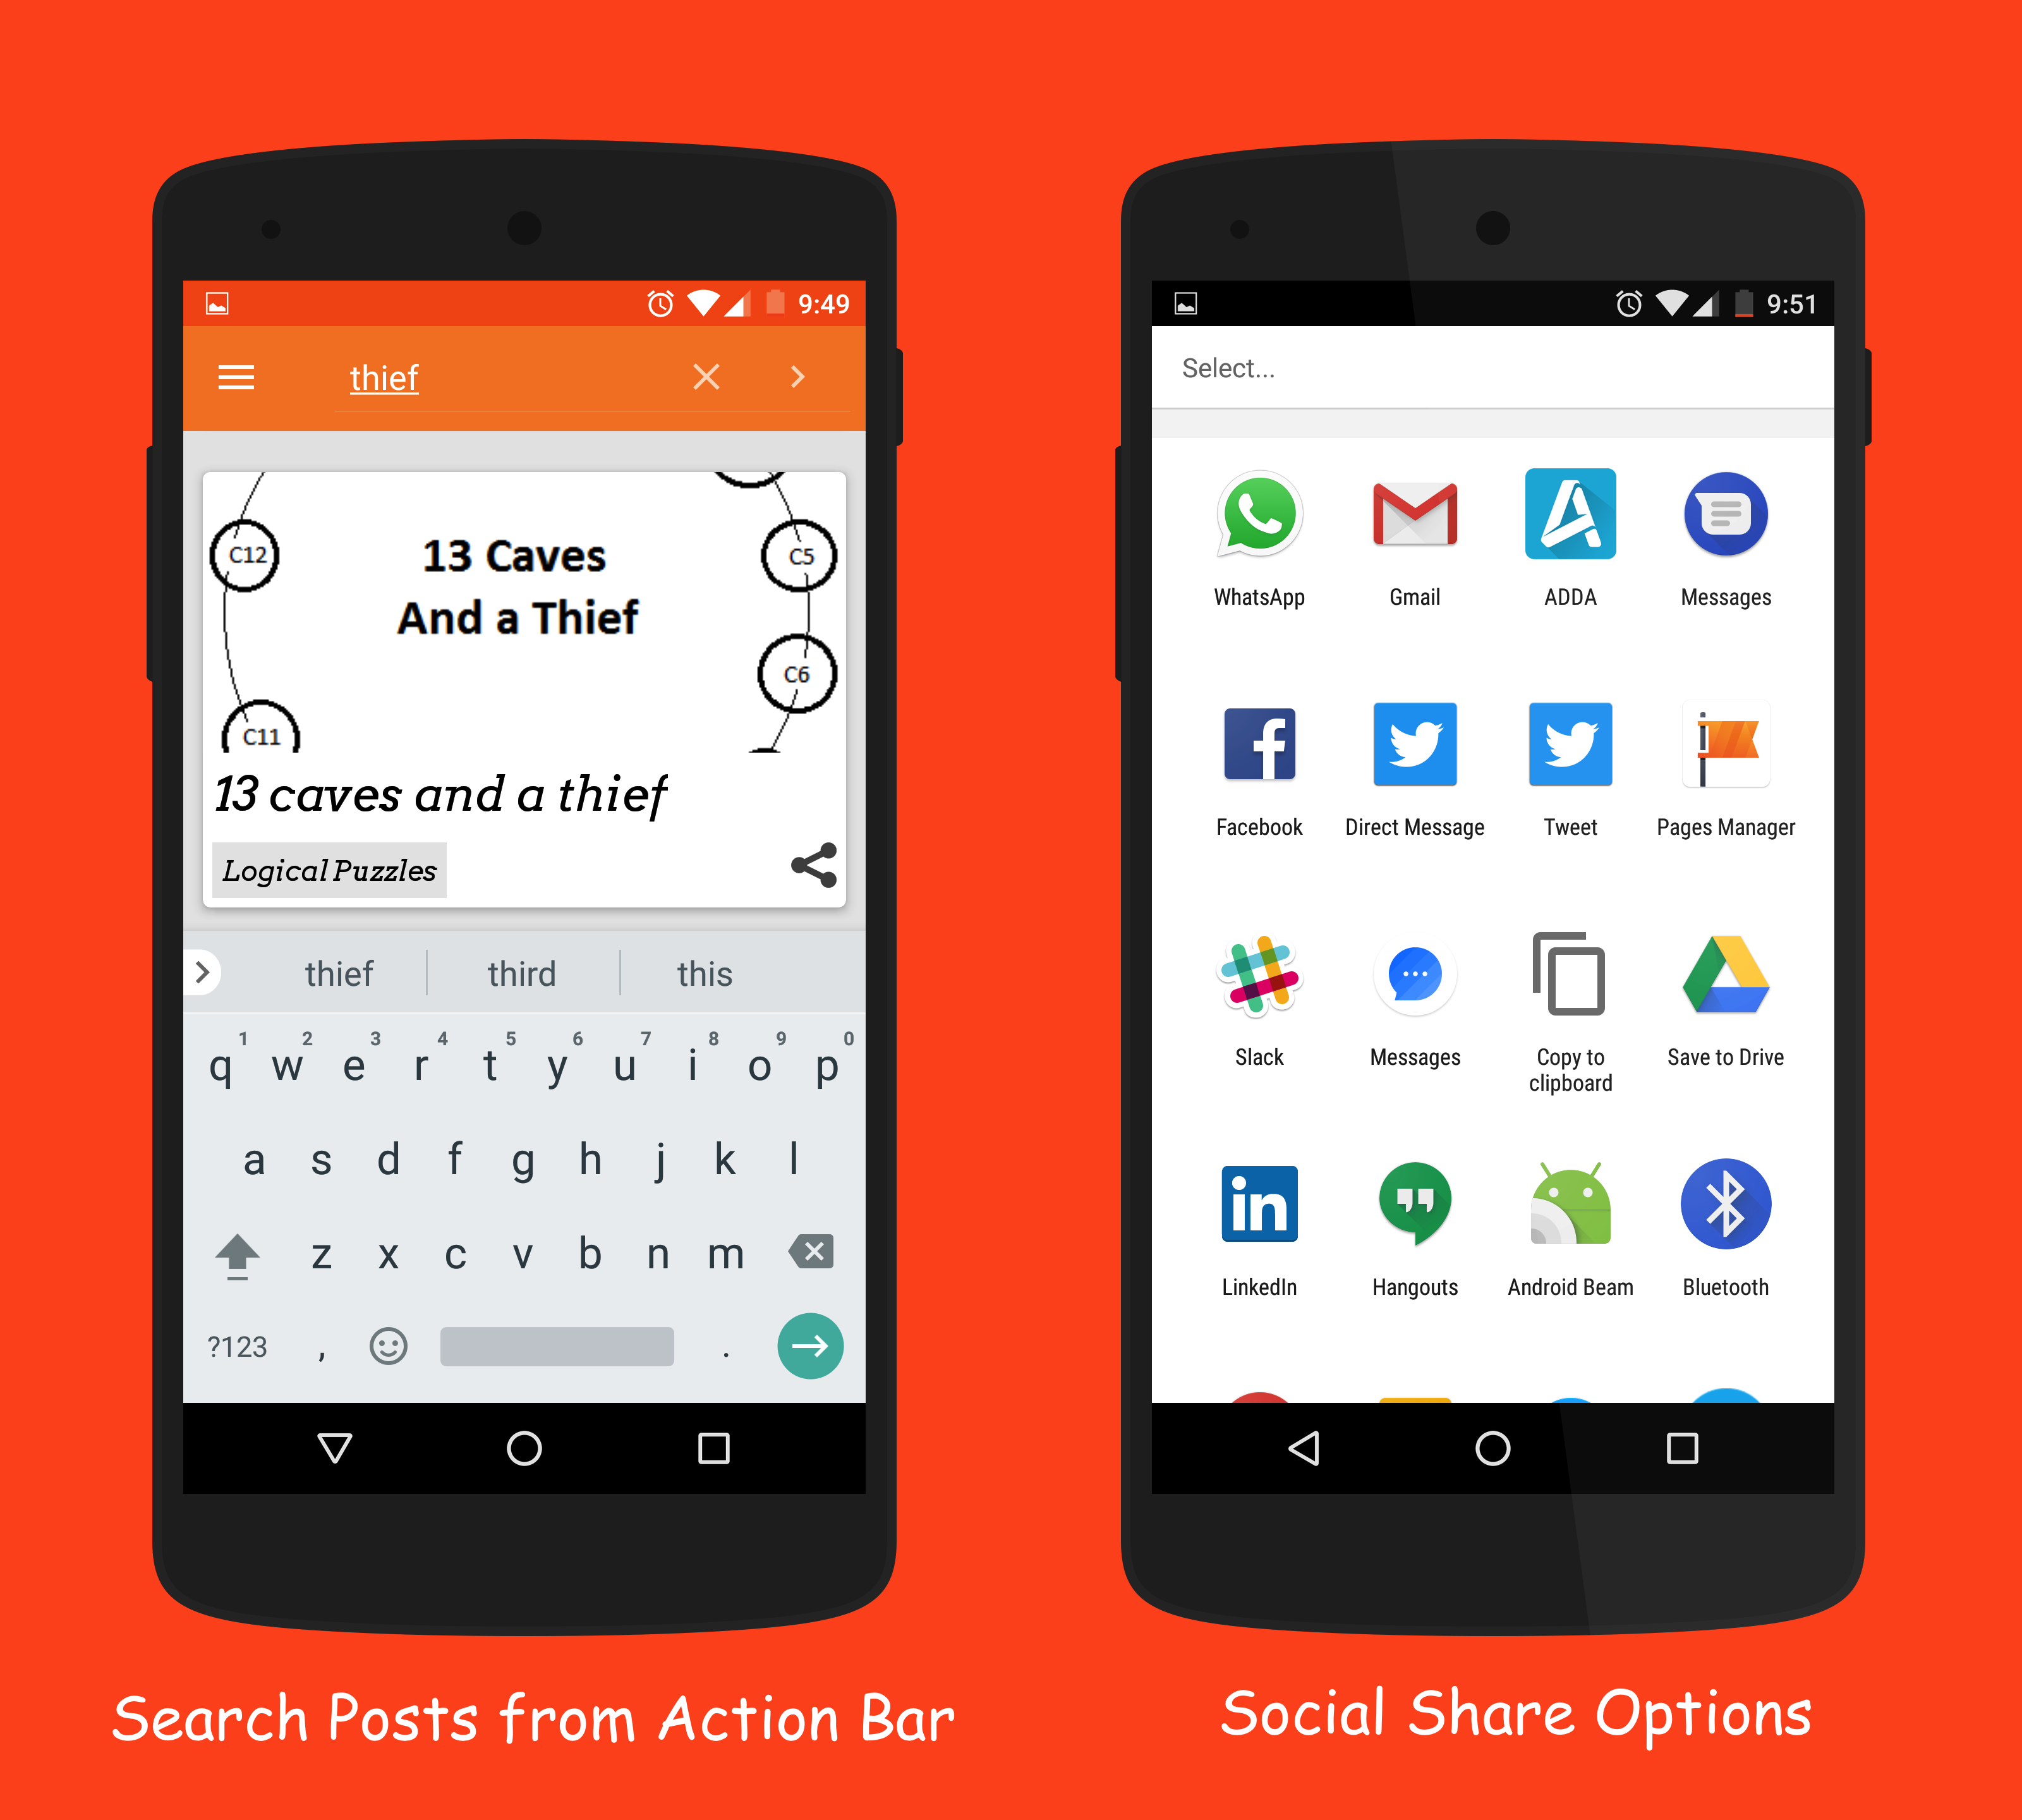 9:49
thief
C12
13 Caves
C5
And a Thief
C6
C11
13 caves and a thief
Logical Puzzles
thief third this
1 2 3 4 5 6 7 8 9 0
q w e r t y u i o p
a s d f g h j k l
z x c v b n m
?123 , .
Search Posts from Action Bar
9:51
Select...
WhatsApp Gmail ADDA Messages
Facebook Direct Message Tweet Pages Manager
Slack Messages Copy to Save to Drive
clipboard
in
LinkedIn Hangouts Android Beam Bluetooth
Social Share Options